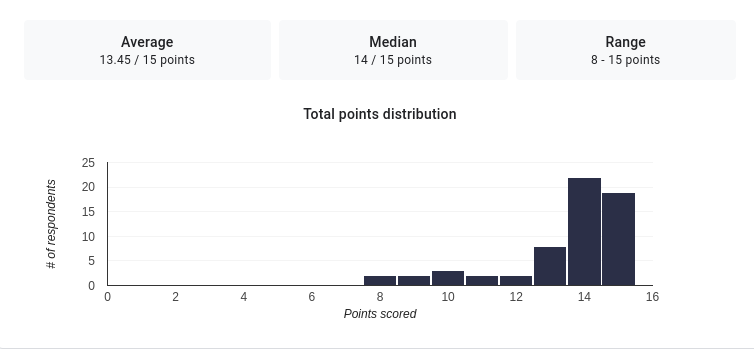 Average
13.45 / 15 points
Median
14 / 15 points
Range
8 - 15 points
Total points distribution
# of respondents
25
20
15
10
5
0
0 2 4 6 8 10 12 14 16
Points scored